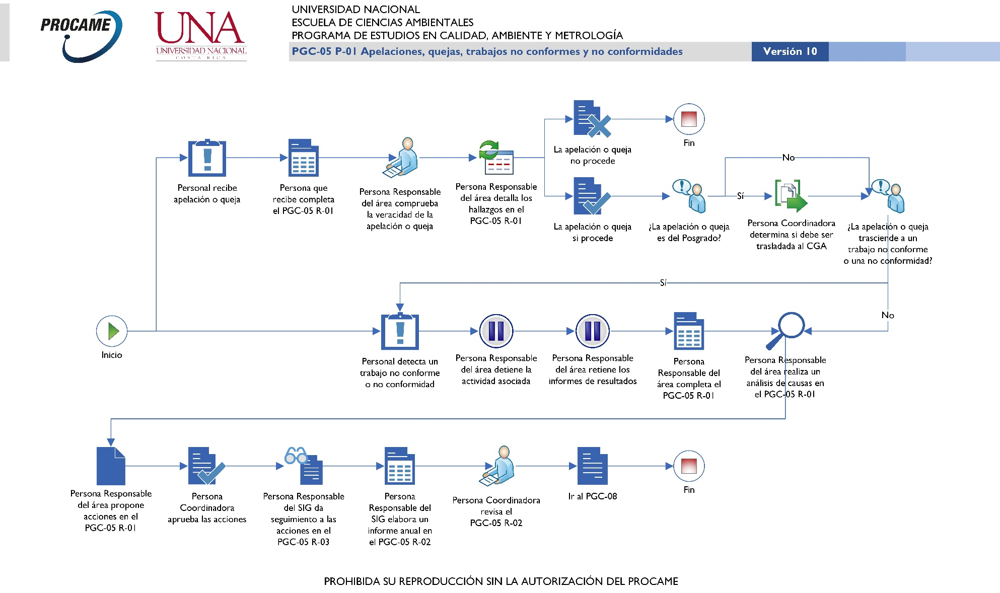 PROCAME
UNA
UNIVERSIDAD NACIONAL
COSTA RICA
UNIVERSIDAD NACIONAL
ESCUELA DE CIENCIAS AMBIENTALES
PROGRAMA DE ESTUDIOS EN CALIDAD, AMBIENTE Y METROLOGÍA
PGC-05 P-01 Apelaciones, quejas, trabajos no conformes y no conformidades
Versión 10
Personal recibe
apelación o queja
Persona que
recibe completa
el PGC-05 R-01
Persona Responsable
del área comprueba
la veracidad de la
apelación o queja
Persona Responsable
del área detalla los
hallazgos en el
PGC-05 R-01
La apelación o queja
no procede
Fin
La apelación o queja
si procede
¿La apelación o queja
es del Posgrado?
No
Sí
Persona Coordinadora
determina si debe ser
trasladada al CGA
¿La apelación o queja
trasciende a un
trabajo no conforme
o una no conformidad?
Sí
No
Inicio
Personal detecta un
trabajo no conforme
o no conformidad
Persona Responsable
del área detiene la
actividad asociada
Persona Responsable
del área retiene los
informes de resultados
Persona
Responsable del
área completa el
PGC-05 R-01
Persona Responsable
del área realiza un
análisis de causas en
el PGC-05 R-01
Persona Responsable
del área propone
acciones en el
PGC-05 R-01
Persona
Coordinadora
aprueba las acciones
Persona Responsable
del SIG da
seguimiento a las
acciones en el
PGC-05 R-03
Persona
Responsable del
SIG elabora un
informe anual en
el PGC-05 R-02
Persona Coordinadora
revisa el
PGC-05 R-02
Ir al PGC-08
Fin
PROHIBIDA SU REPRODUCCIÓN SIN LA AUTORIZACIÓN DEL PROCAME